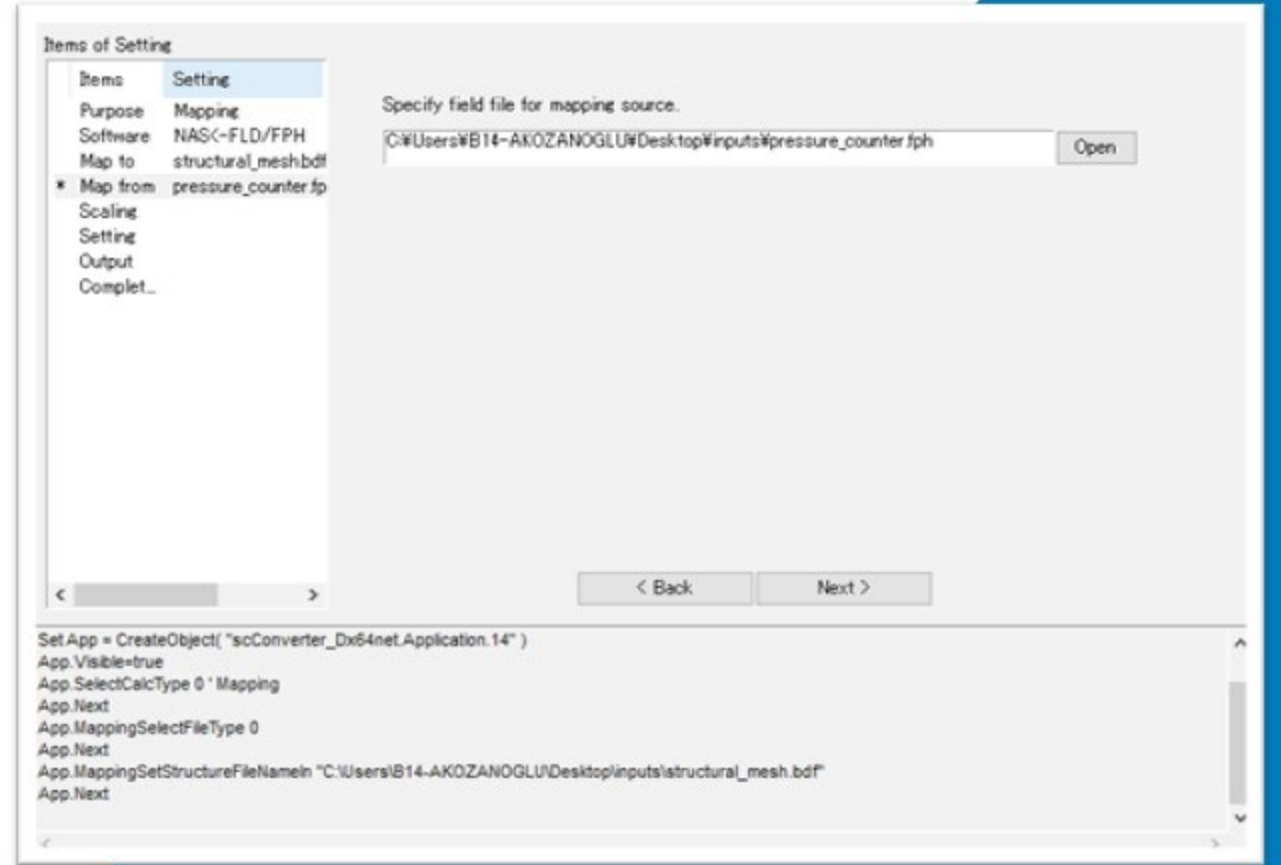 Items of Setting
Items Setting
Purpose Mapping
Software NAS<-FLD/FPH
Map to structural_mesh.bdf
* Map from pressure_counter.fp
Scaling
Setting
Output
Complet...
Specify field file for mapping source.
C:¥Users¥B14-AKOZANOGLU¥Desktop¥inputs¥pressure_counter.fph
Open
< Back Next >
Set App = CreateObject( "scConverter_Dx64net.Application.14" )
App.Visible=true
App.SelectCalcType 0 ' Mapping
App.Next
App.MappingSelectFileType 0
App.Next
App.MappingSetStructureFileNameIn "C:\Users\B14-AKOZANOGLU\Desktop\inputs\structural_mesh.bdf"
App.Next